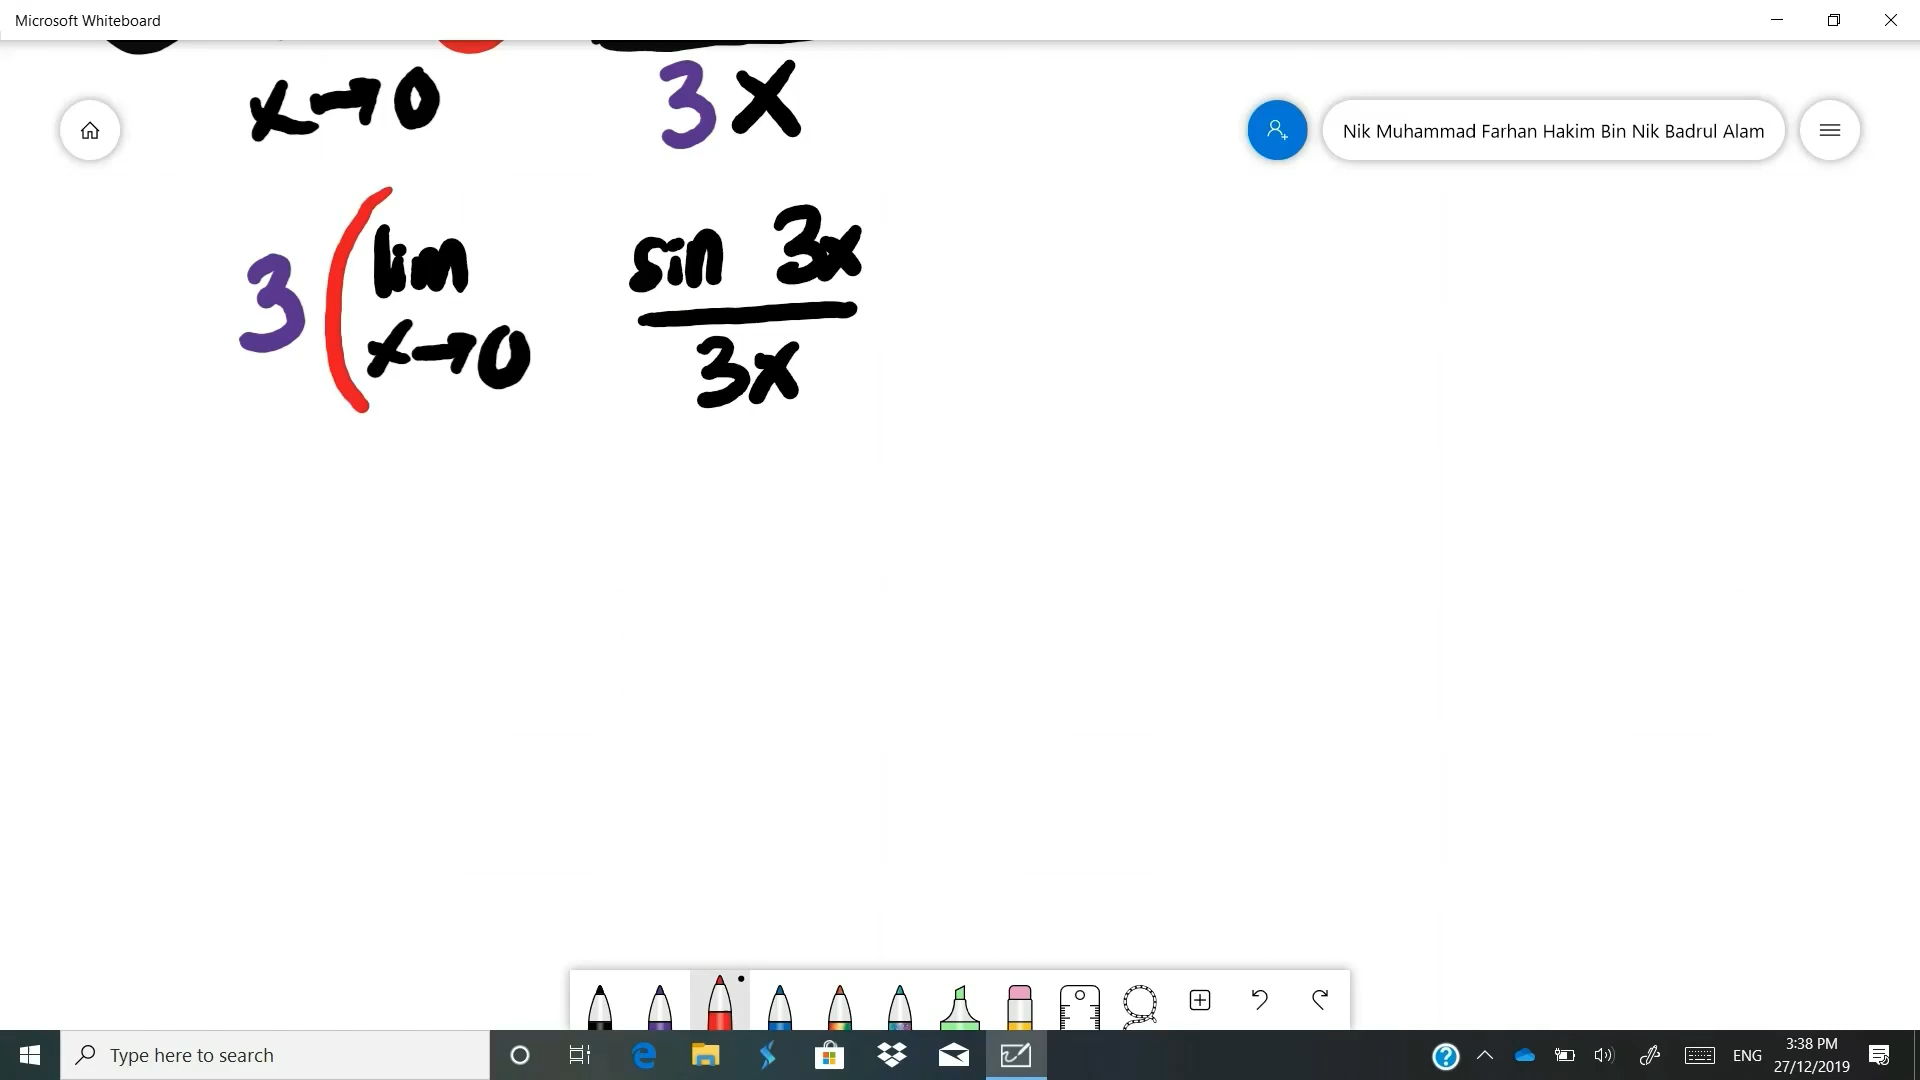 Microsoft Whiteboard
x→0
3x
Nik Muhammad Farhan Hakim Bin Nik Badrul Alam
3 ( lim sin 3x
x→0 3x
Type here to search
ENG
3:38 PM
27/12/2019